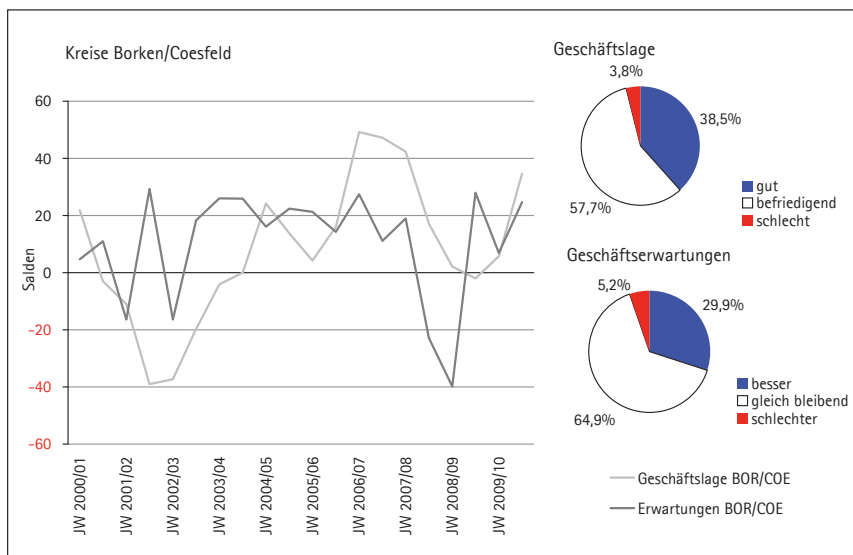 Kreise Borken/Coesfeld
Salden
60
40
20
0
-20
-40
-60
JW 2000/01
JW 2001/02
JW 2002/03
JW 2003/04
JW 2004/05
JW 2005/06
JW 2006/07
JW 2007/08
JW 2008/09
JW 2009/10
Geschäftslage
3,8%
38,5%
57,7%
gut
befriedigend
schlecht
Geschäftserwartungen
5,2%
29,9%
64,9%
besser
gleich bleibend
schlechter
Geschäftslage BOR/COE
Erwartungen BOR/COE